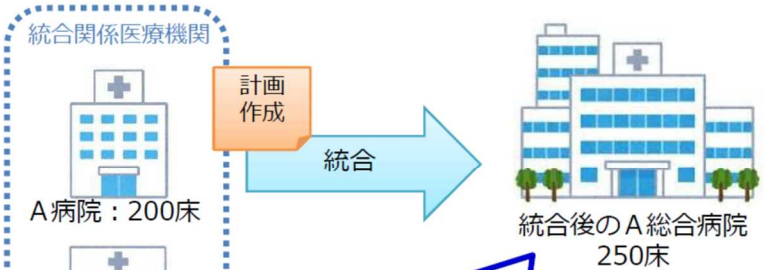 統合関係医療機関
計画
作成
統合
A病院：200床
統合後のA総合病院
250床